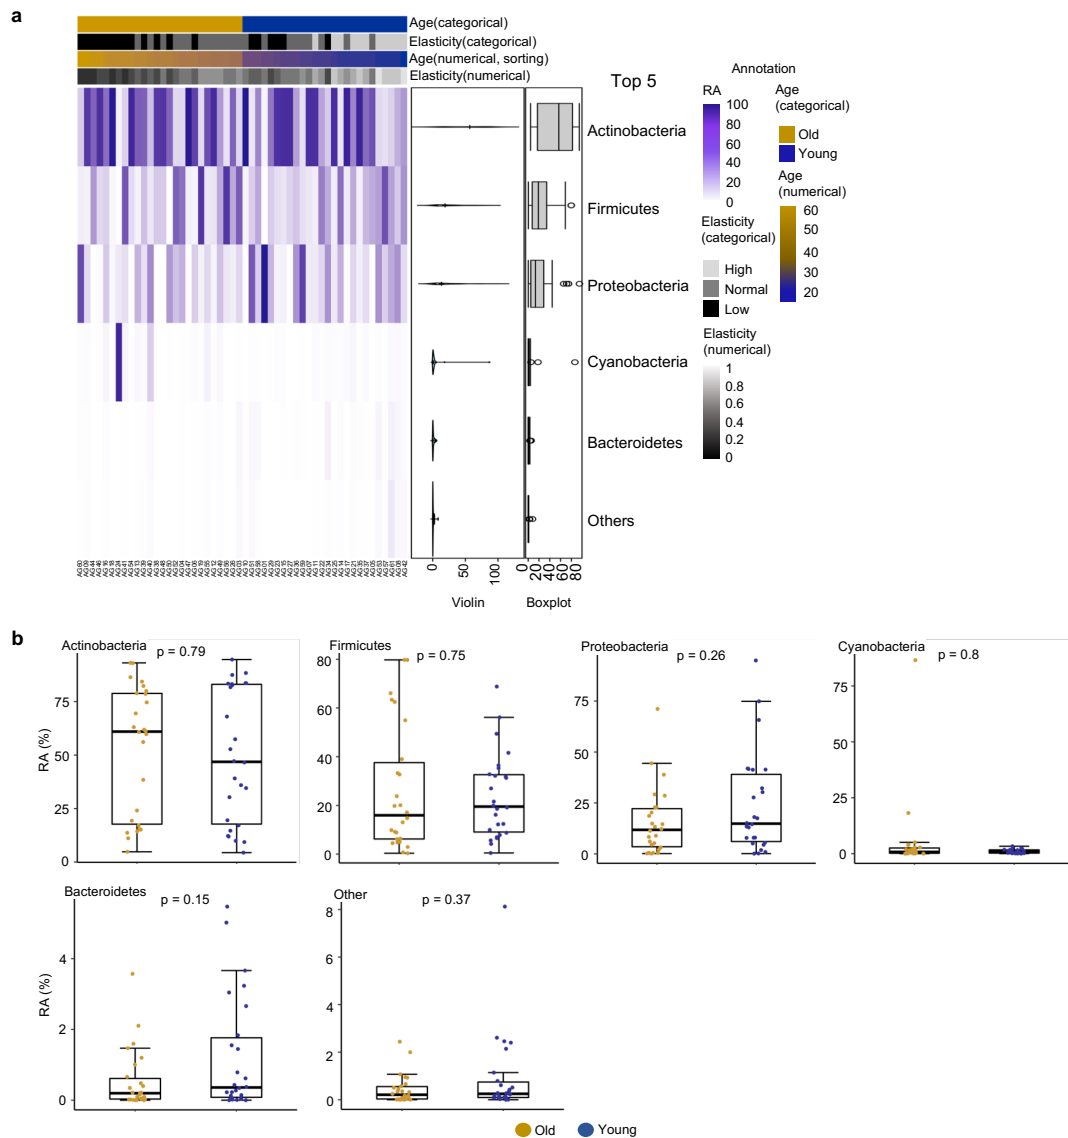 a
Age(categorical)
Elasticity(categorical)
Age(numerical, sorting)
Elasticity(numerical)
Top 5
Actinobacteria
Firmicutes
Proteobacteria
Cyanobacteria
Bacteroidetes
Others
0
50
100
Violin
0
20
40
60
80
Boxplot
Annotation
RA
100
80
60
40
20
0
Age
(categorical)
Old
Young
Age
(numerical)
60
50
40
30
20
Elasticity
(categorical)
High
Normal
Low
Elasticity
(numerical)
1
0.8
0.6
0.4
0.2
0
b
Actinobacteria
p = 0.79
RA (%)
75
50
25
0
Firmicutes
p = 0.75
80
60
40
20
0
Proteobacteria
p = 0.26
75
50
25
0
Cyanobacteria
p = 0.8
75
50
25
0
Bacteroidetes
p = 0.15
RA (%)
4
2
0
Other
p = 0.37
8
6
4
2
0
Old
Young